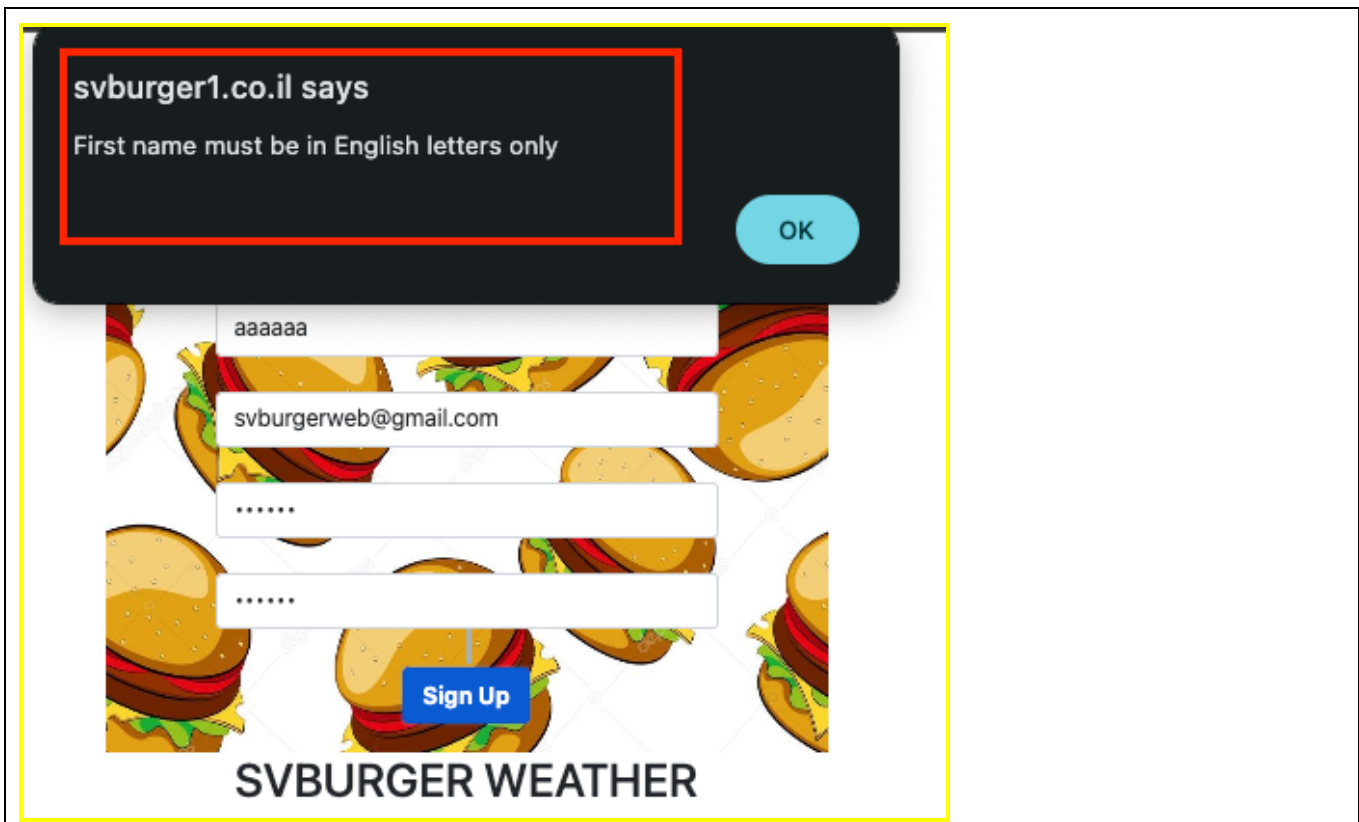 svburger1.co.il says
First name must be in English letters only
OK
aaaaaa
svburgerweb@gmail.com
••••••
••••••
Sign Up
SVBURGER WEATHER